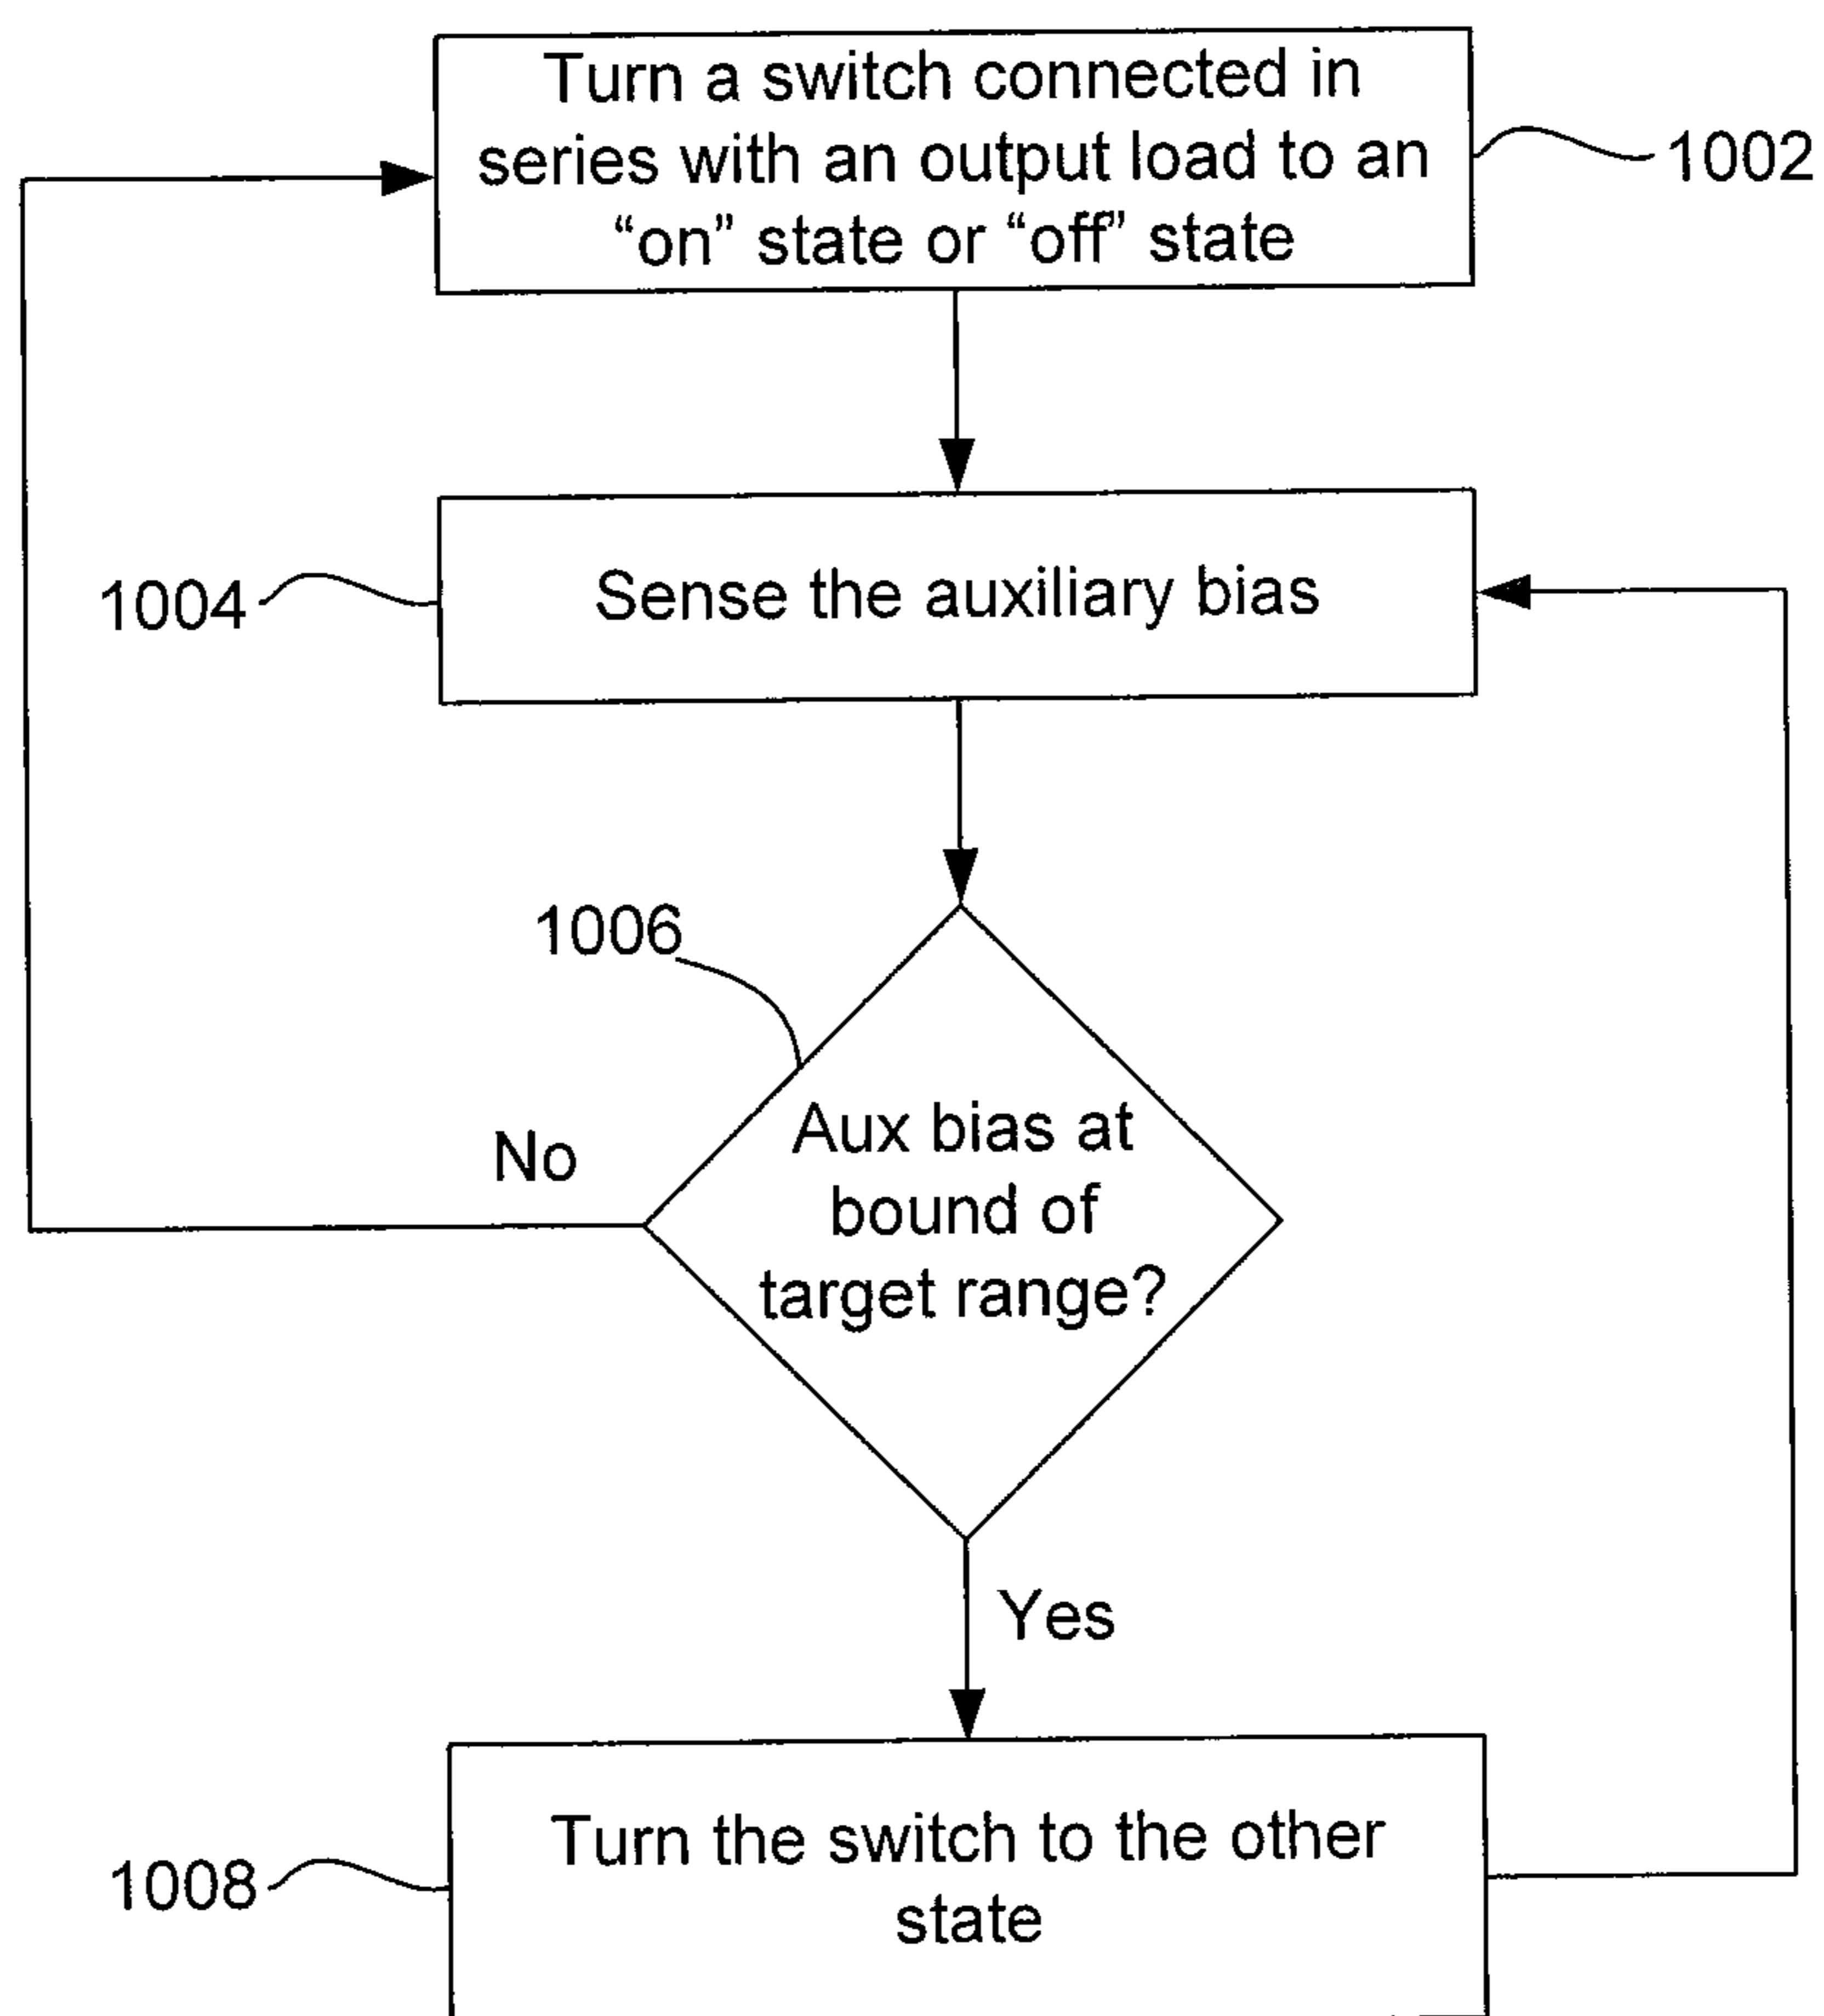 Turn a switch connected in
series with an output load to an
“on” state or “off” state
1002
Sense the auxiliary bias
1004
1006
Aux bias at
bound of
target range?
No
Yes
Turn the switch to the other
state
1008